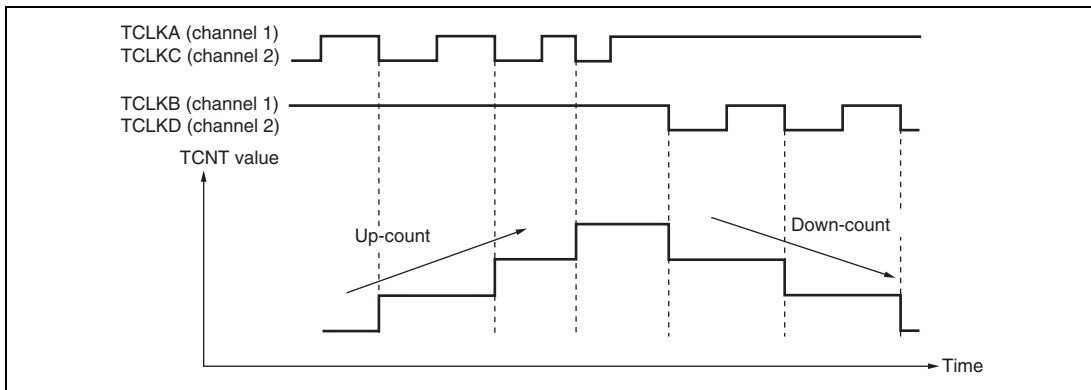 TCLKA (channel 1)
TCLKC (channel 2)
TCLKB (channel 1)
TCLKD (channel 2)
TCNT value
Up-count
Down-count
Time